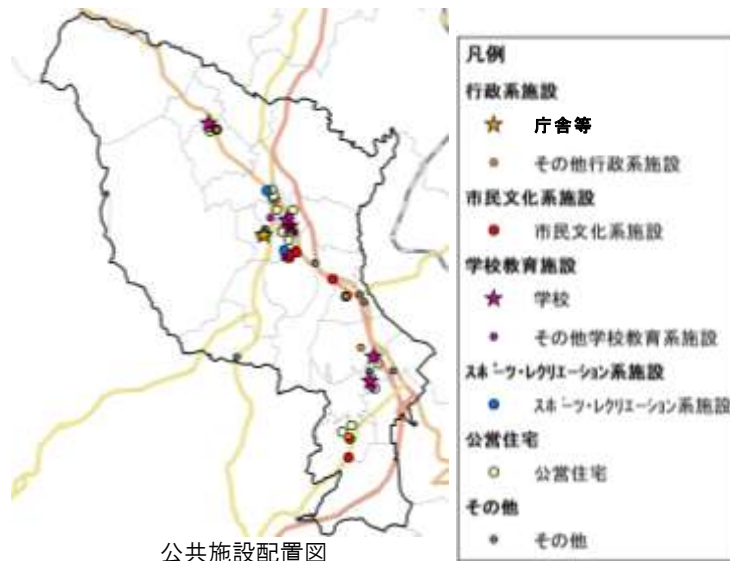 凡例
行政系施設
庁舎等
その他行政系施設
市民文化系施設
市民文化系施設
学校教育施設
学校
その他学校教育系施設
スポーツ・レクリエーション系施設
スポーツ・レクリエーション系施設
公営住宅
公営住宅
その他
その他
公共施設配置図